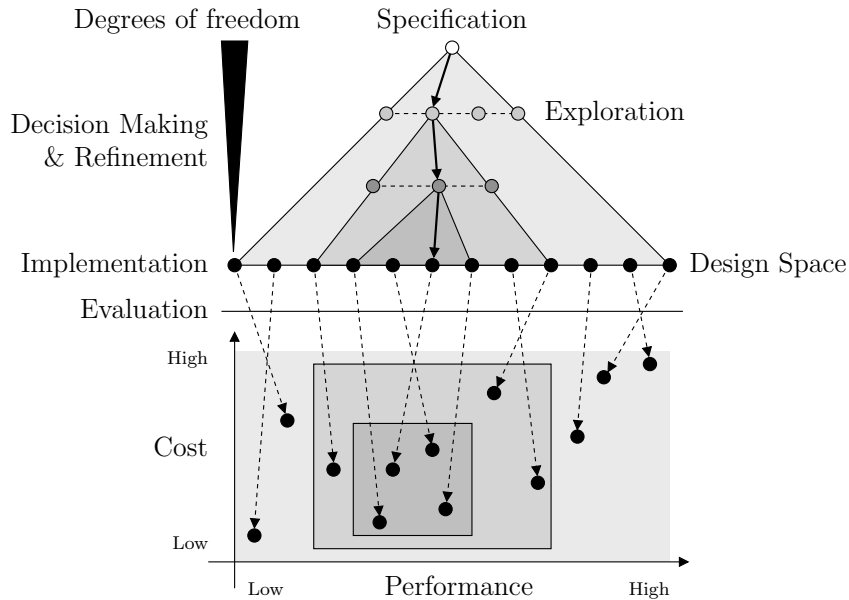 Degrees of freedom
Specification
Decision Making
& Refinement
Exploration
Implementation
Design Space
Evaluation
High
Cost
Low
Low
Performance
High